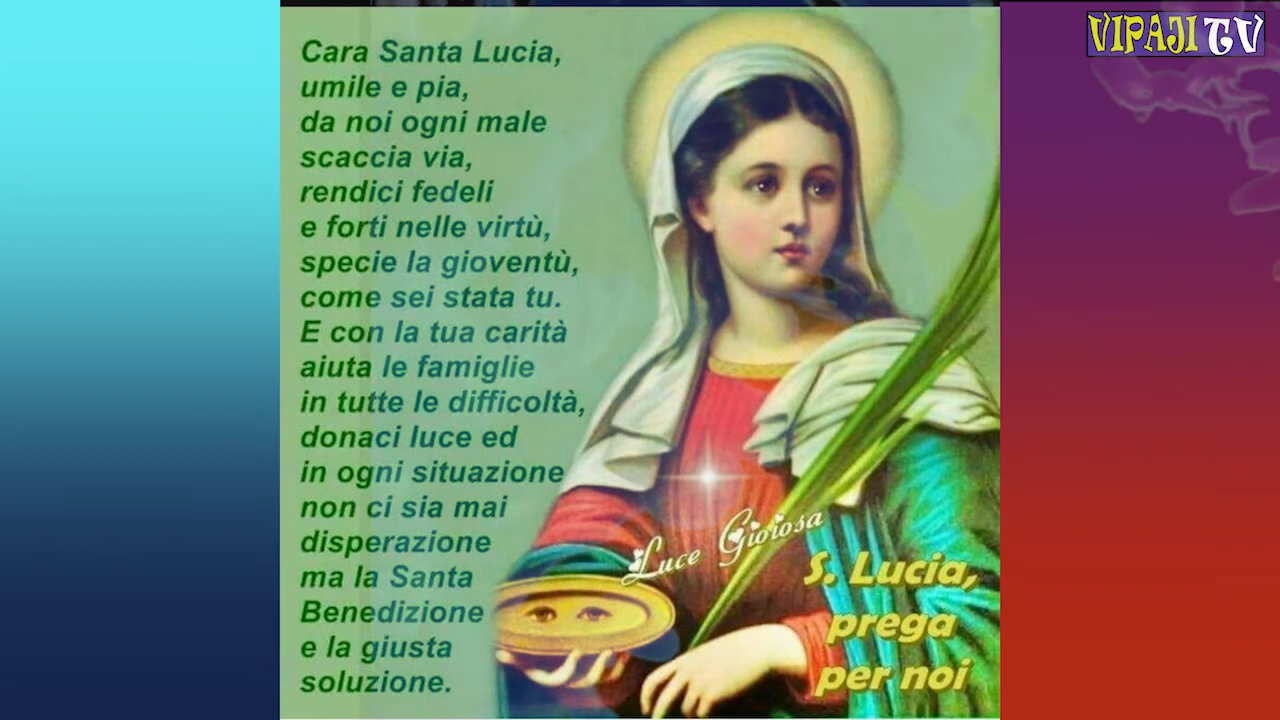 VIPAJI TV
Cara Santa Lucia,
umile e pia,
da noi ogni male
scaccia via,
rendici fedeli
e forti nelle virtù,
specie la gioventù,
come sei stata tu.
E con la tua carità
aiuta le famiglie
in tutte le difficoltà,
donaci luce ed
in ogni situazione
non ci sia mai
disperazione
ma la Santa
Benedizione
e la giusta
soluzione.
Luce Gioiosa
S. Lucia,
prega
per noi